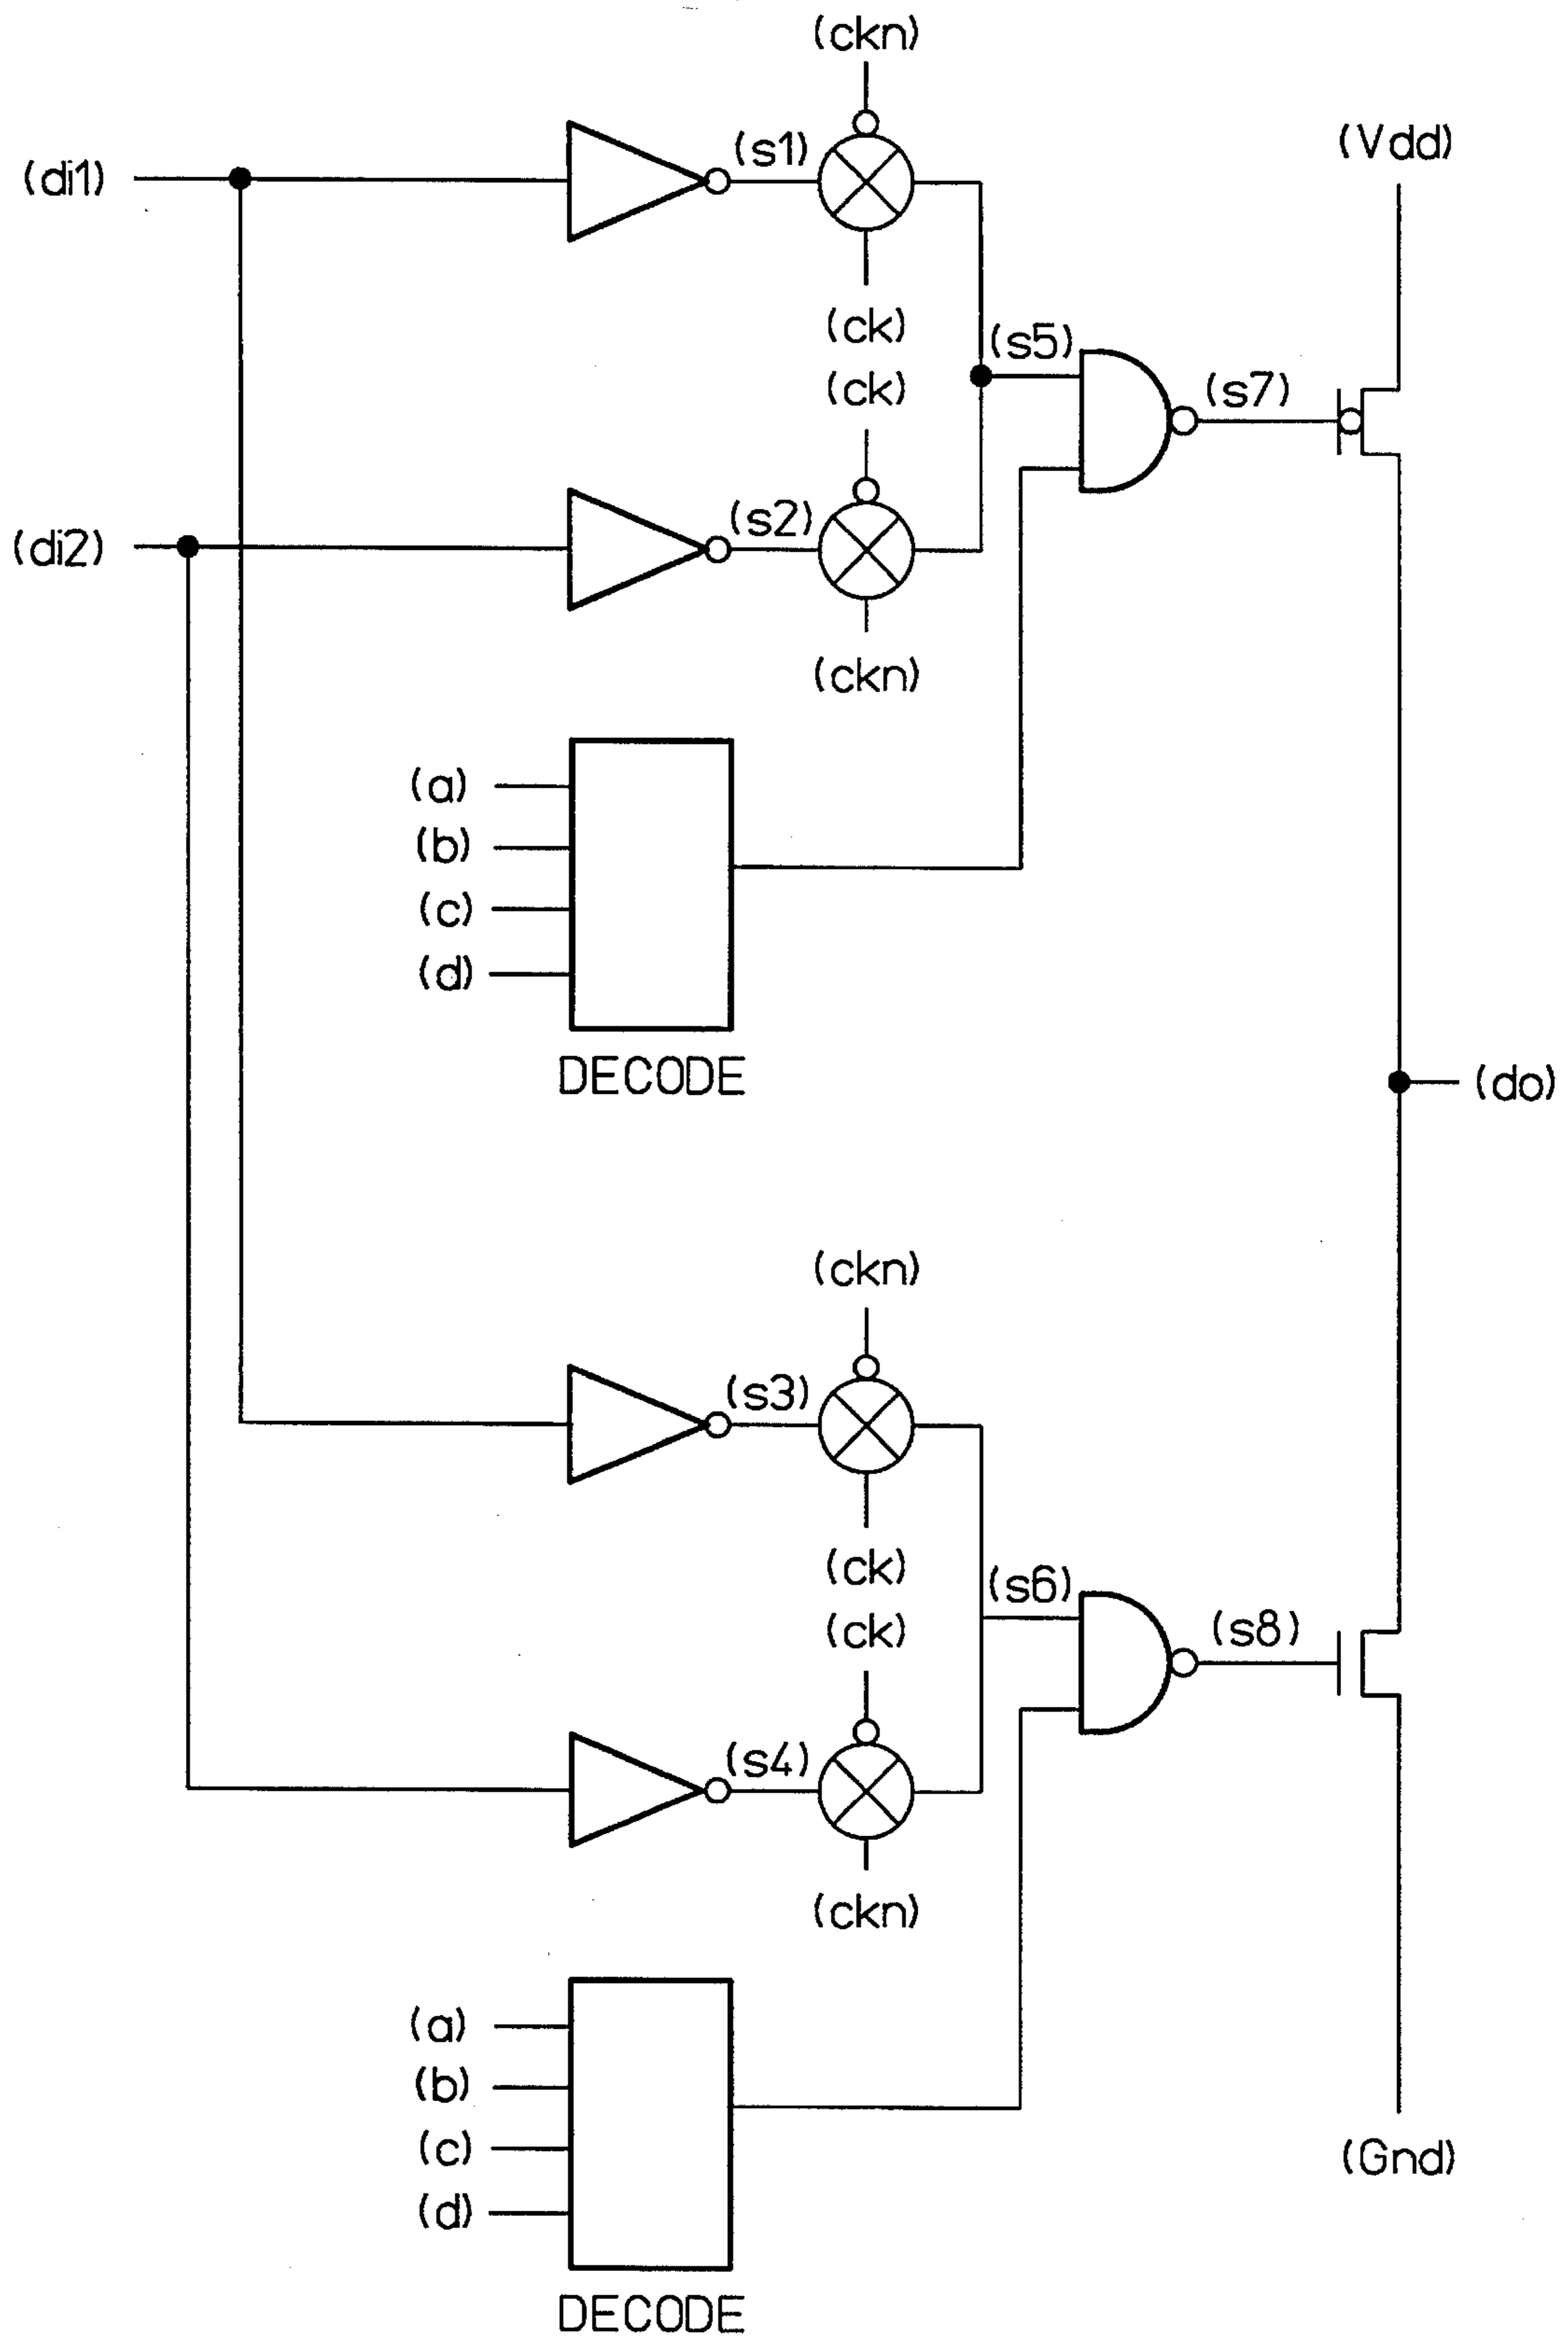 (ckn)
(Vdd)
(di1)
(s1)
(ck)
(s5)
(ck)
(s7)
(di2)
(s2)
(ckn)
(a)
(b)
(c)
(d)
DECODE
(do)
(ckn)
(s3)
(ck)
(s6)
(ck)
(s8)
(s4)
(ckn)
(a)
(b)
(c)
(d)
(Gnd)
DECODE